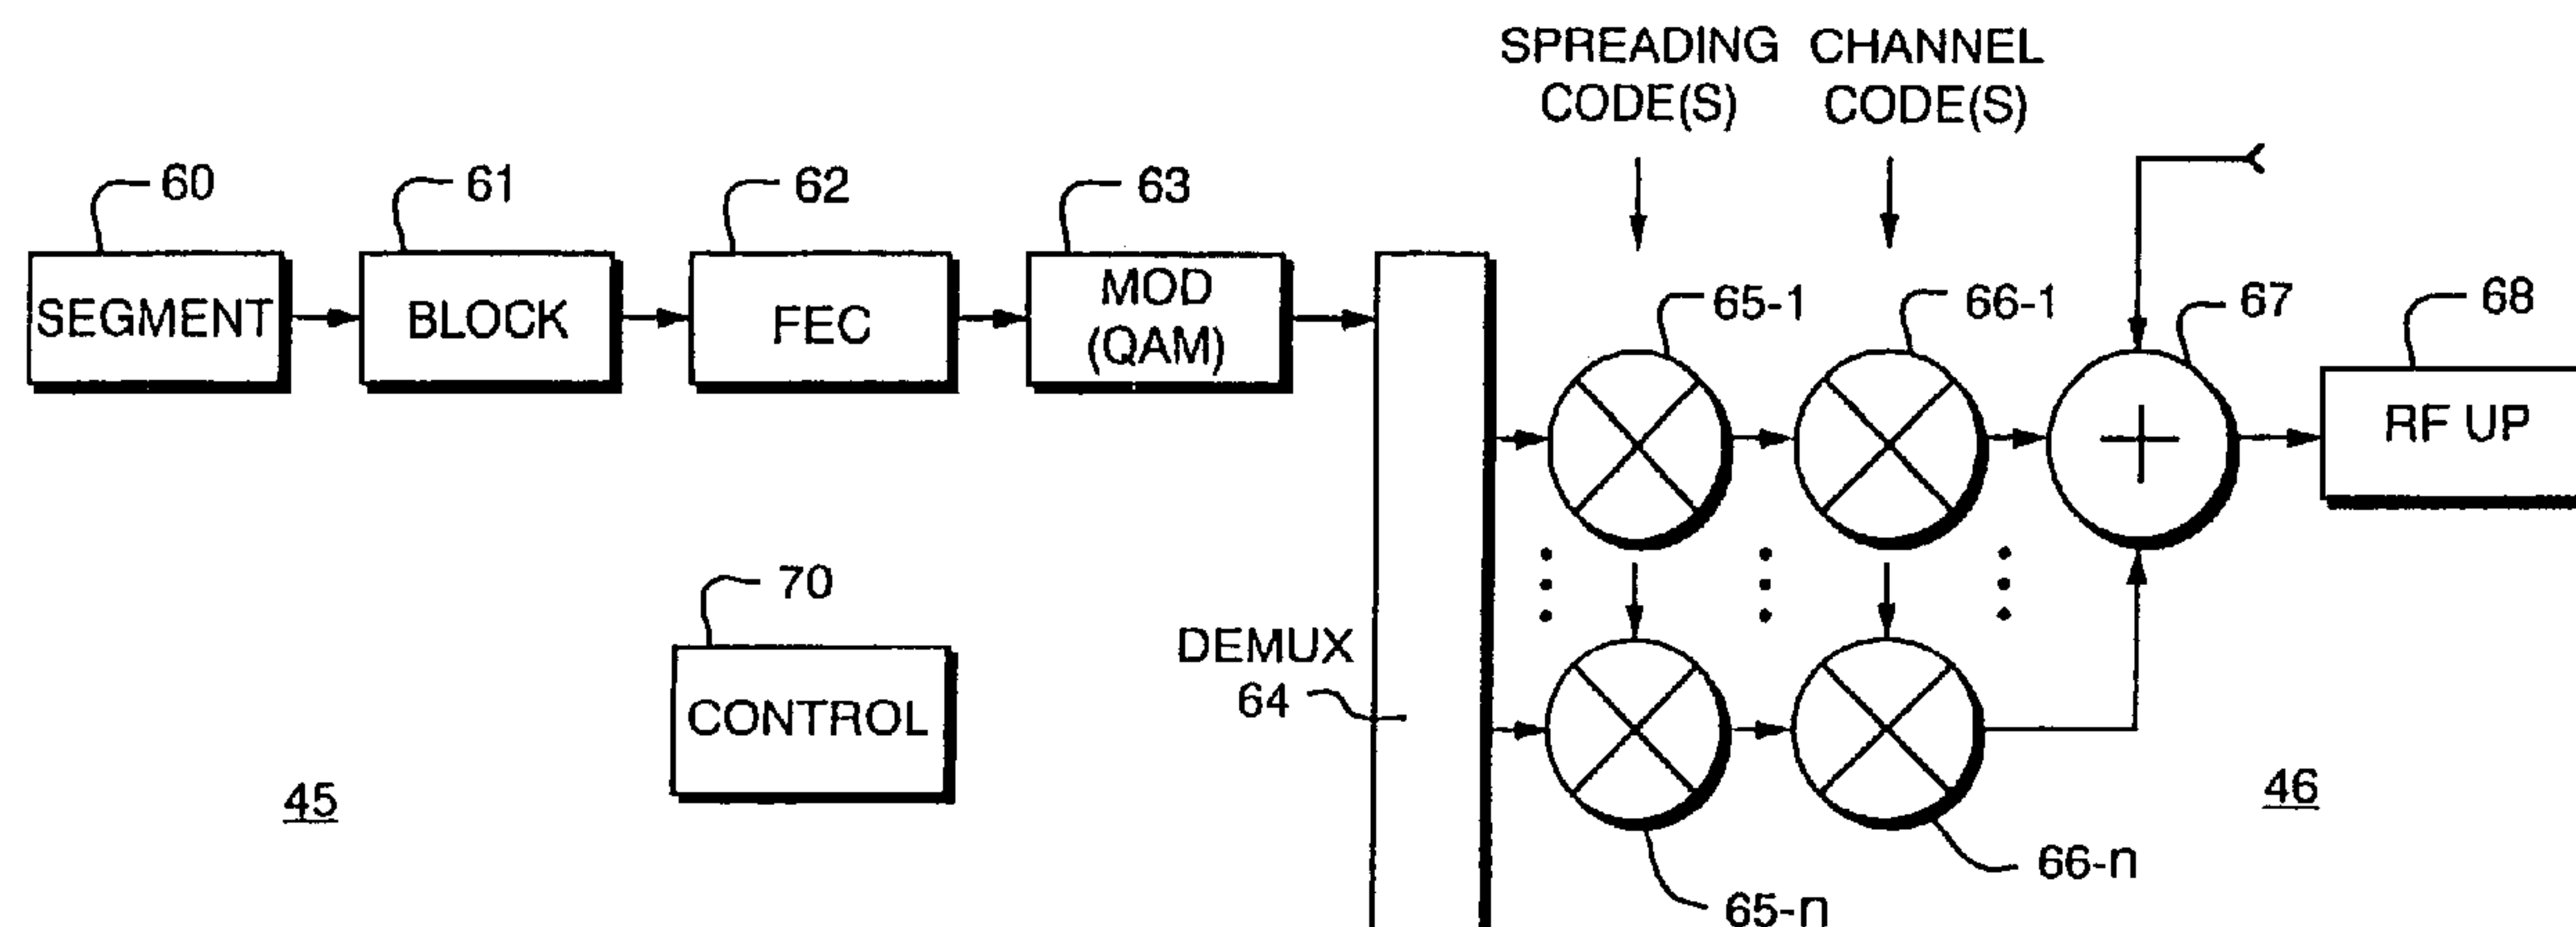 SPREADING
CODE(S)
CHANNEL
CODE(S)
60
61
62
63
SEGMENT
BLOCK
FEC
MOD
(QAM)
65-1
66-1
67
68
RF UP
70
CONTROL
DEMUX
64
45
46
65-n
66-n